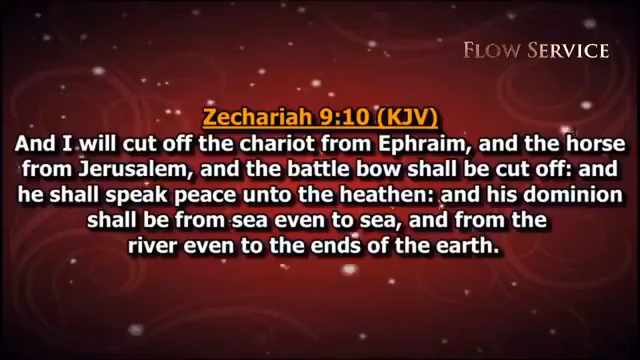 FLOW SERVICE
Zechariah 9:10 (KJV)
And I will cut off the chariot from Ephraim, and the horse
from Jerusalem, and the battle bow shall be cut off: and
he shall speak peace unto the heathen: and his dominion
shall be from sea even to sea, and from the
river even to the ends of the earth.